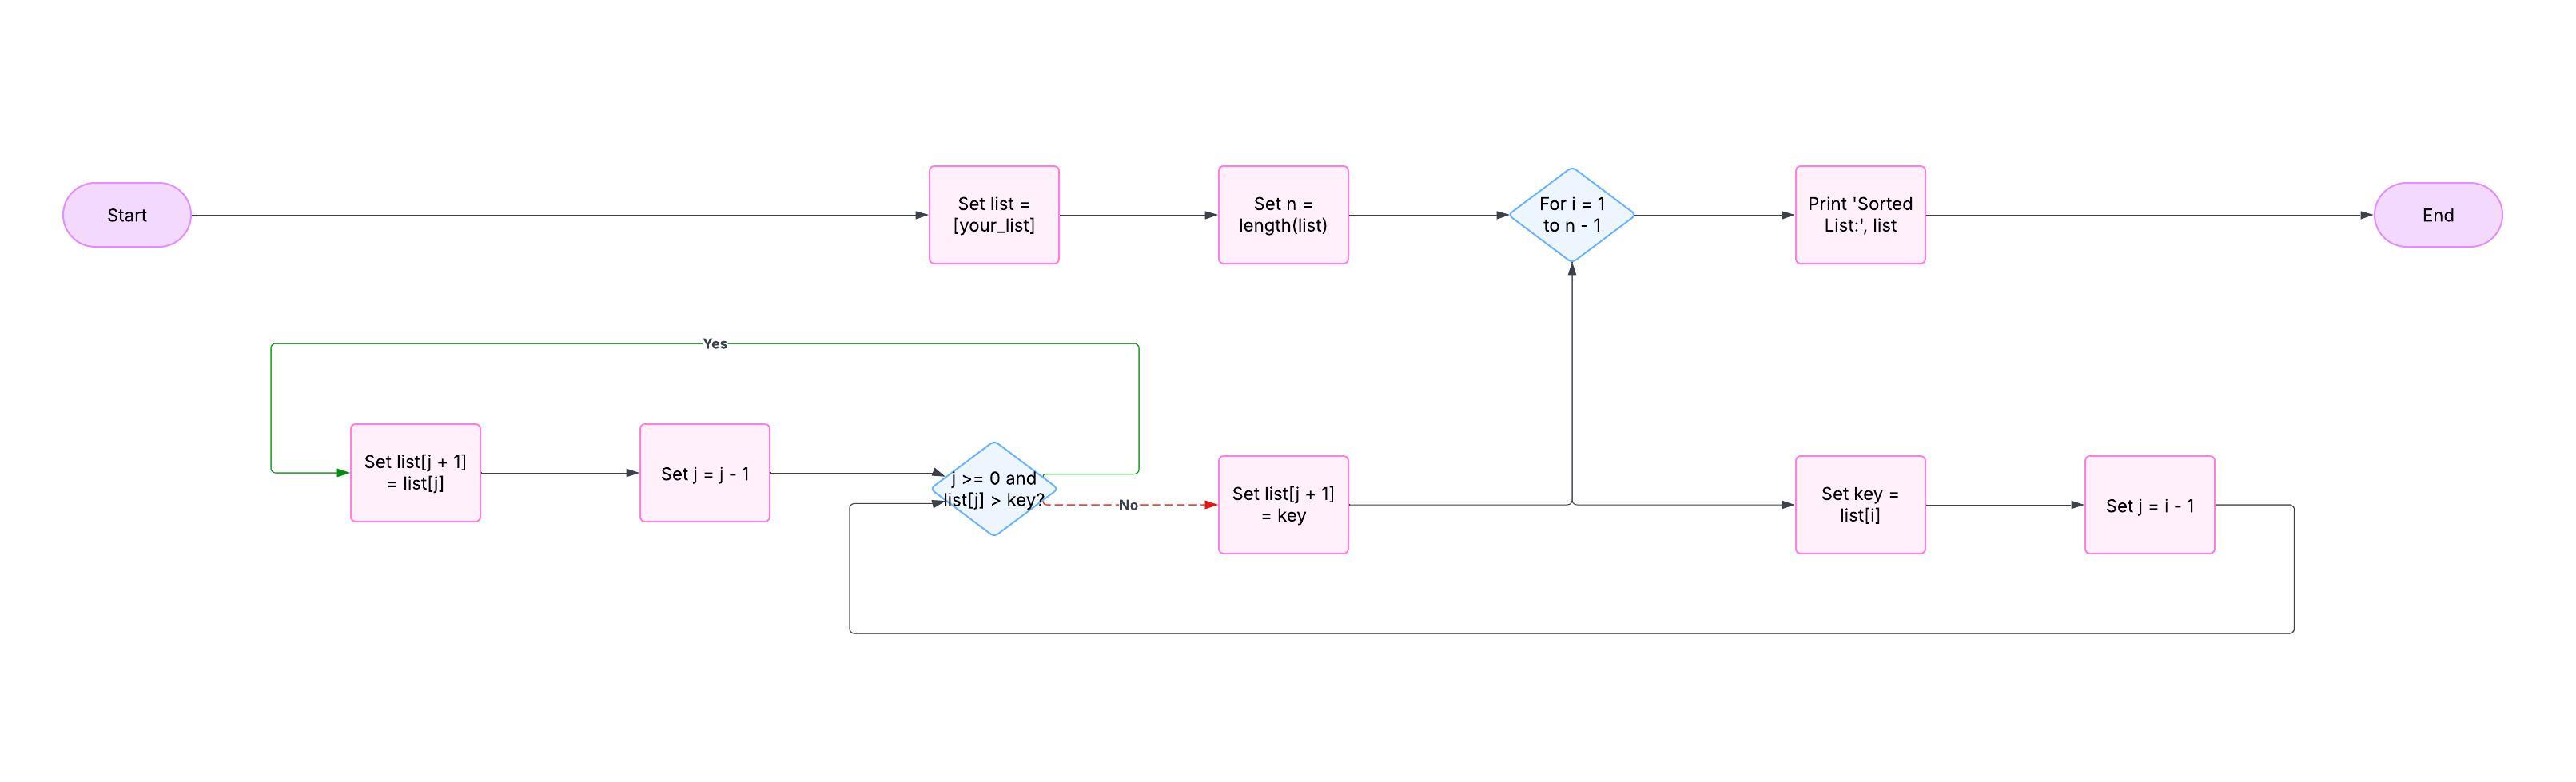 Start
Set list =
[your_list]
Set n =
length(list)
For i = 1
to n - 1
Print 'Sorted
List:', list
End
Yes
Set list[j + 1]
= list[j]
Set j = j - 1
j >= 0 and
list[j] > key?
No
Set list[j + 1]
= key
Set key =
list[i]
Set j = i - 1